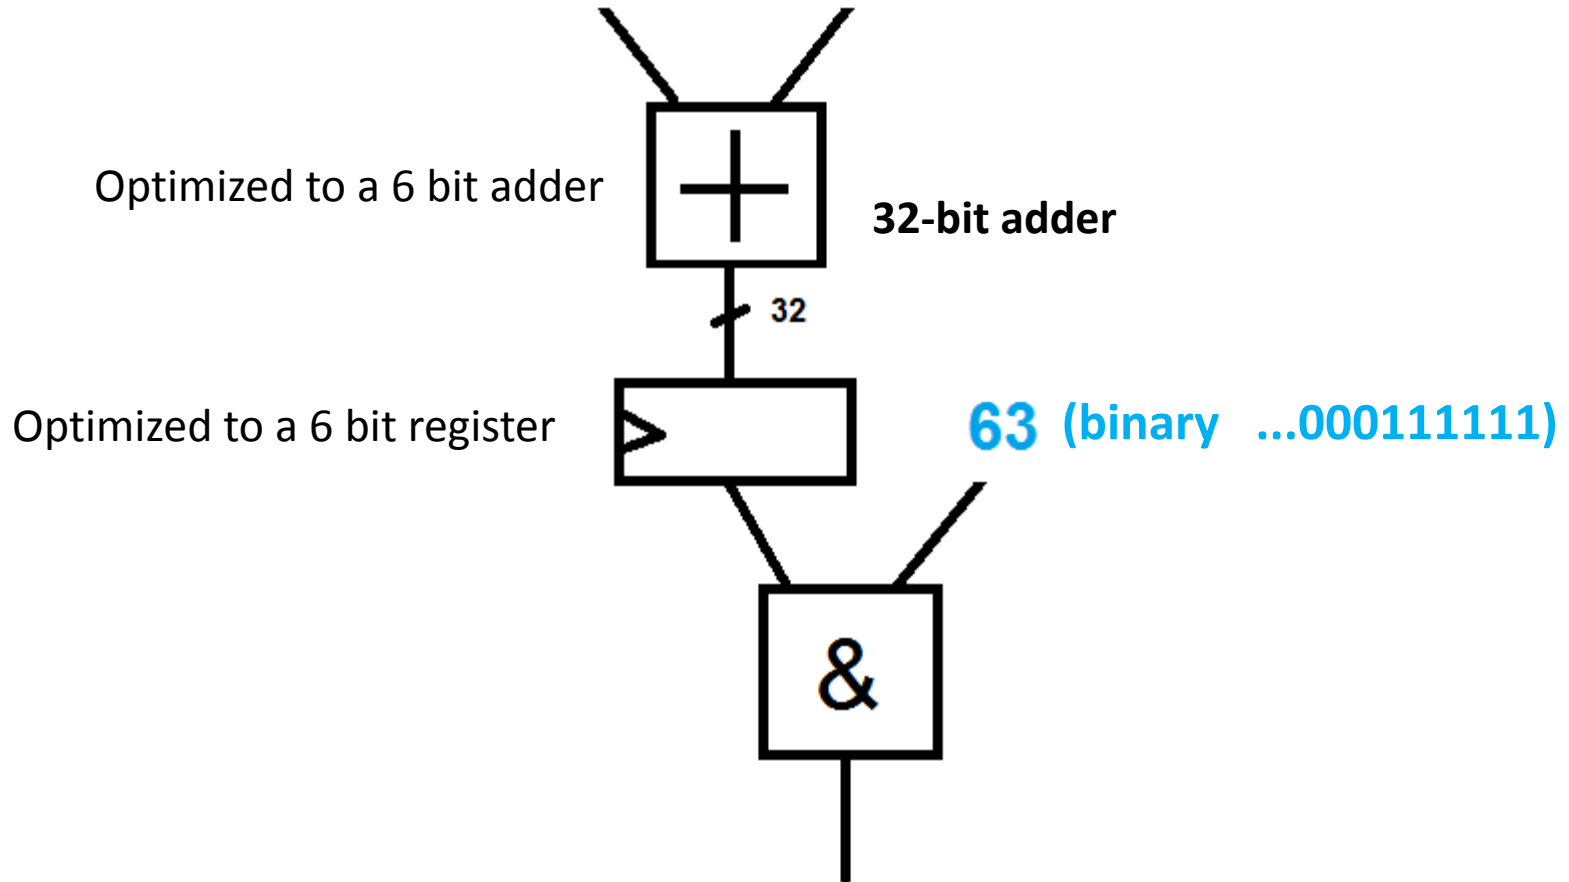 Optimized to a 6 bit adder
+
32-bit adder
32
Optimized to a 6 bit register
63 (binary ...000111111)
&